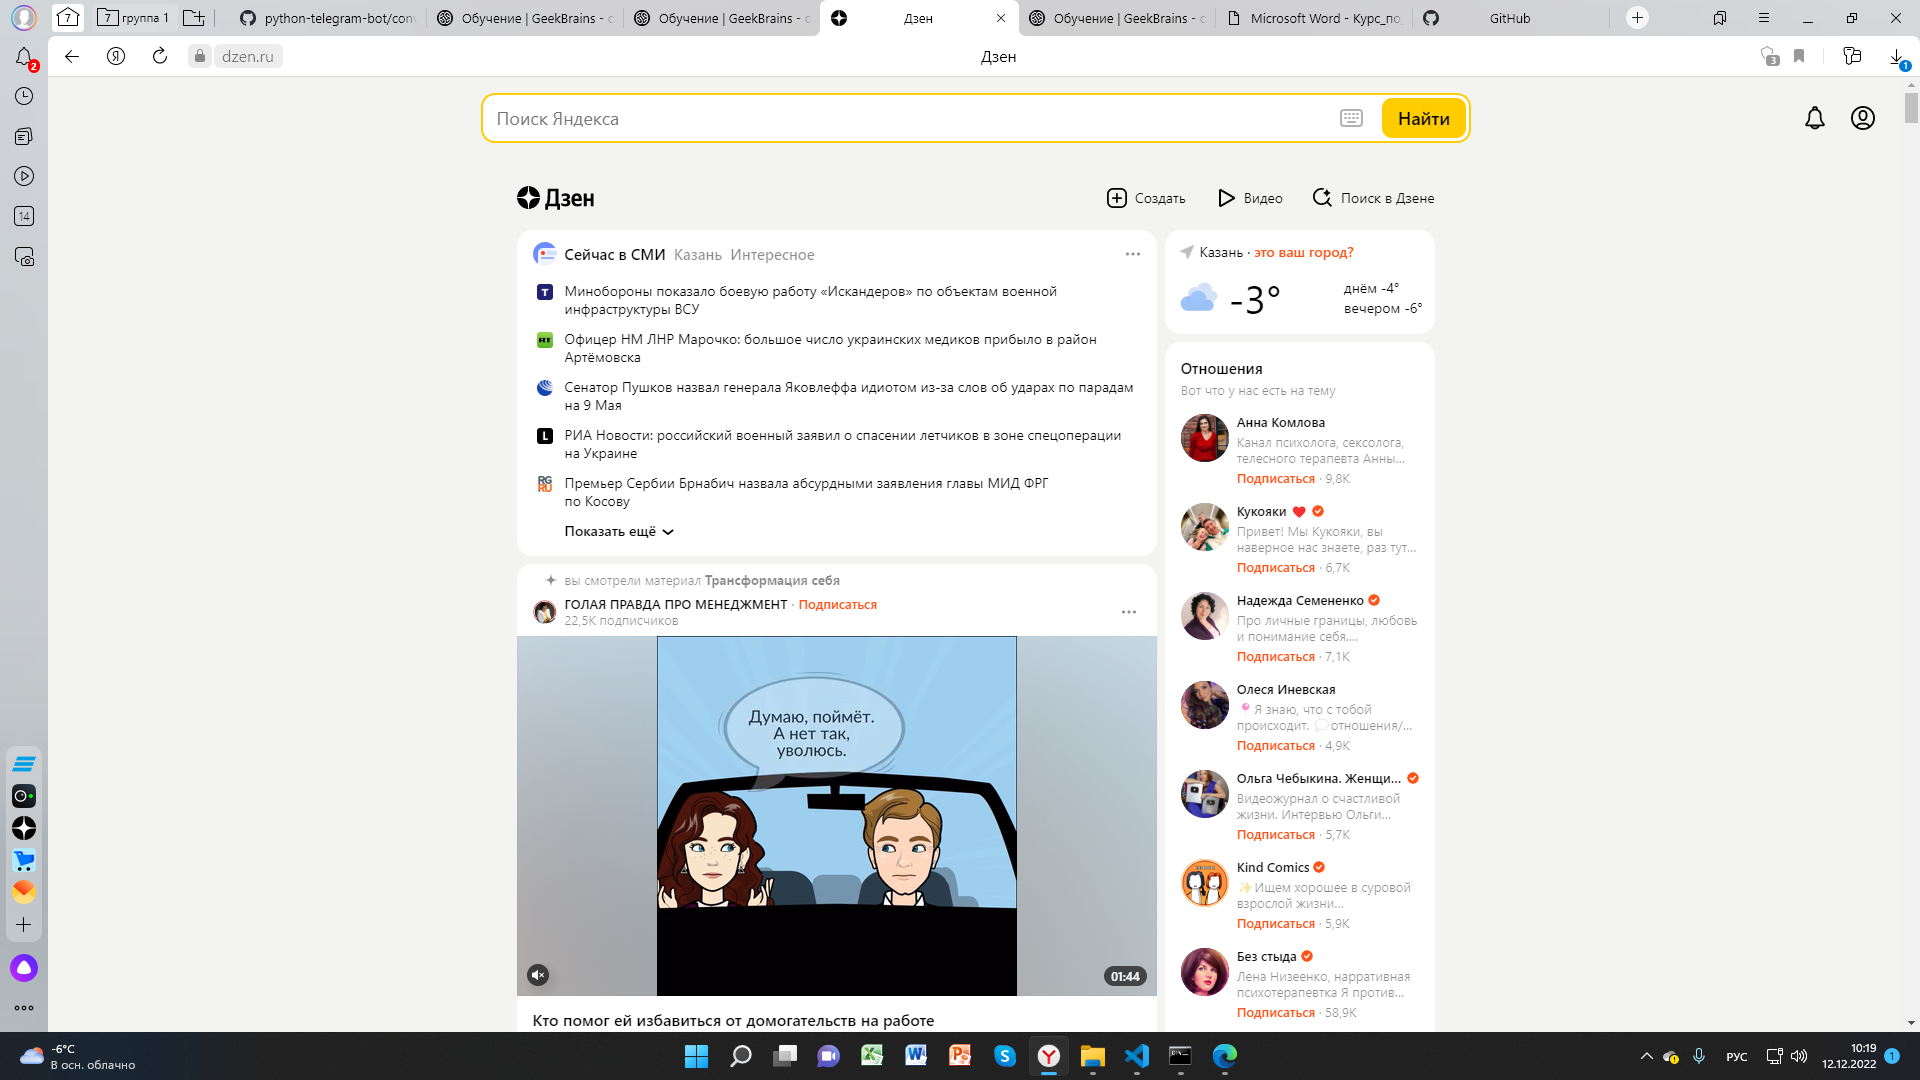 7 группа 1
python-telegram-bot/conv
Обучение | GeekBrains - о
Обучение | GeekBrains - о
Дзен
Обучение | GeekBrains - о
Microsoft Word - Курс_по
GitHub
2
Я
dzen.ru
Дзен
3
1
14
Поиск Яндекса
Найти
Дзен
Создать
Видео
Поиск в Дзене
Сейчас в СМИ Казань Интересное
Минобороны показало боевую работу «Искандеров» по объектам военной
инфраструктуры ВСУ
Офицер НМ ЛНР Марочко: большое число украинских медиков прибыло в район
Артёмовска
Сенатор Пушков назвал генерала Яковлеффа идиотом из-за слов об ударах по парадам
на 9 Мая
РИА Новости: российский военный заявил о спасении летчиков в зоне спецоперации
на Украине
Премьер Сербии Брнабич назвала абсурдными заявления главы МИД ФРГ
по Косову
Показать ещё
вы смотрели материал Трансформация себя
ГОЛАЯ ПРАВДА ПРО МЕНЕДЖМЕНТ · Подписаться
22,5K подписчиков
Думаю, поймёт.
А нет так,
уволюсь.
01:44
Кто помог ей избавиться от домогательств на работе
Казань · это ваш город?
-3°
днём -4°
вечером -6°
Отношения
Вот что у нас есть на тему
Анна Комлова
Канал психолога, сексолога,
телесного терапевта Анны...
Подписаться · 9,8K
Кукояки
Привет! Мы Кукояки, вы
наверное нас знаете, раз тут...
Подписаться · 6,7K
Надежда Семененко
Про личные границы, любовь
и понимание себя....
Подписаться · 7,1K
Олеся Иневская
Я знаю, что с тобой
происходит. отношения/...
Подписаться · 4,9K
Ольга Чебыкина. Женщи...
Видеожурнал о счастливой
жизни. Интервью Ольги...
Подписаться · 5,7K
Kind Comics
Ищем хорошее в суровой
взрослой жизни...
Подписаться · 5,9K
Без стыда
Лена Низеенко, нарративная
психотерапевтка Я против...
Подписаться · 58,9K
-6°C
В осн. облачно
РУС
10:19
12.12.2022
1